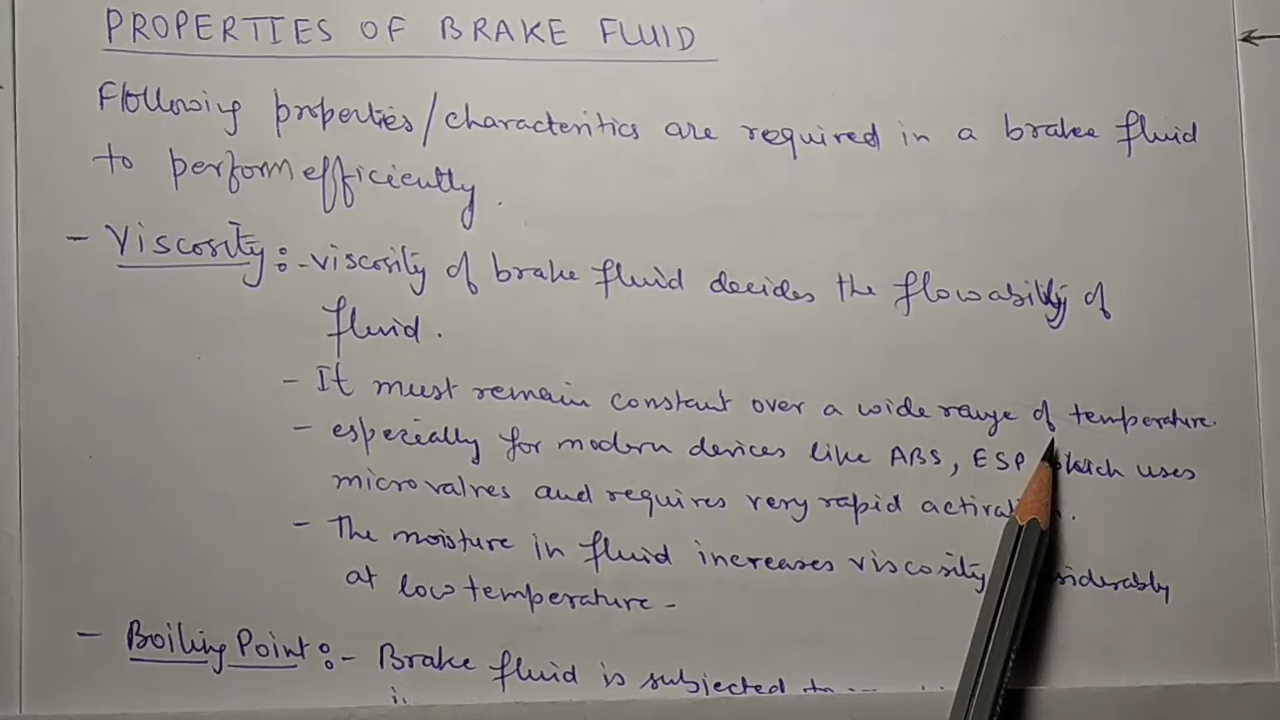 PROPERTIES OF BRAKE FLUID
Following properties/characteritics are required in a brake fluid
to perform efficiently.
- Viscosity :- viscosity of brake fluid decides the flowability of
fluid.
- It must remain constant over a wide range of temperature.
- especially for modern devices like ABS, ESP which uses
microvalves and requires very rapid
- The moisture in fluid increases viscosity
at low temperature -
- Boiling Point :- Brake fluid is subjected to